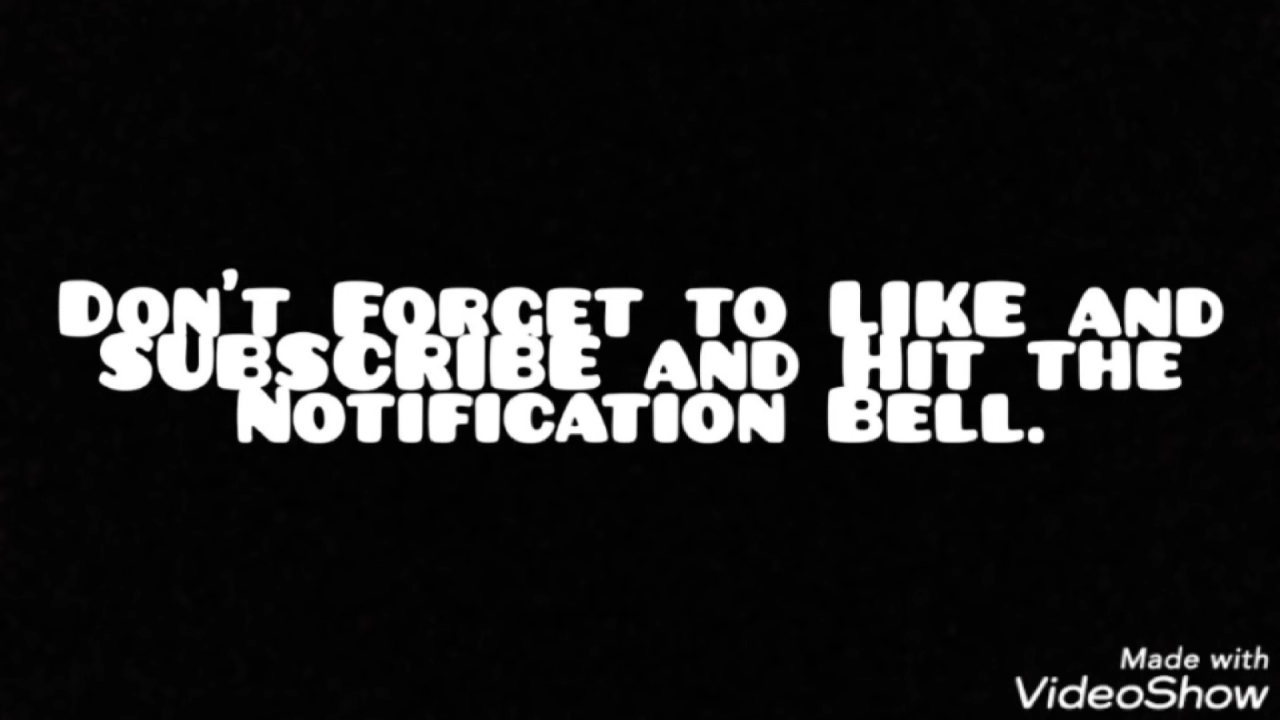 Don't Forget to LIKE and
SUBSCRIBE and Hit the
Notification Bell.
Made with
VideoShow